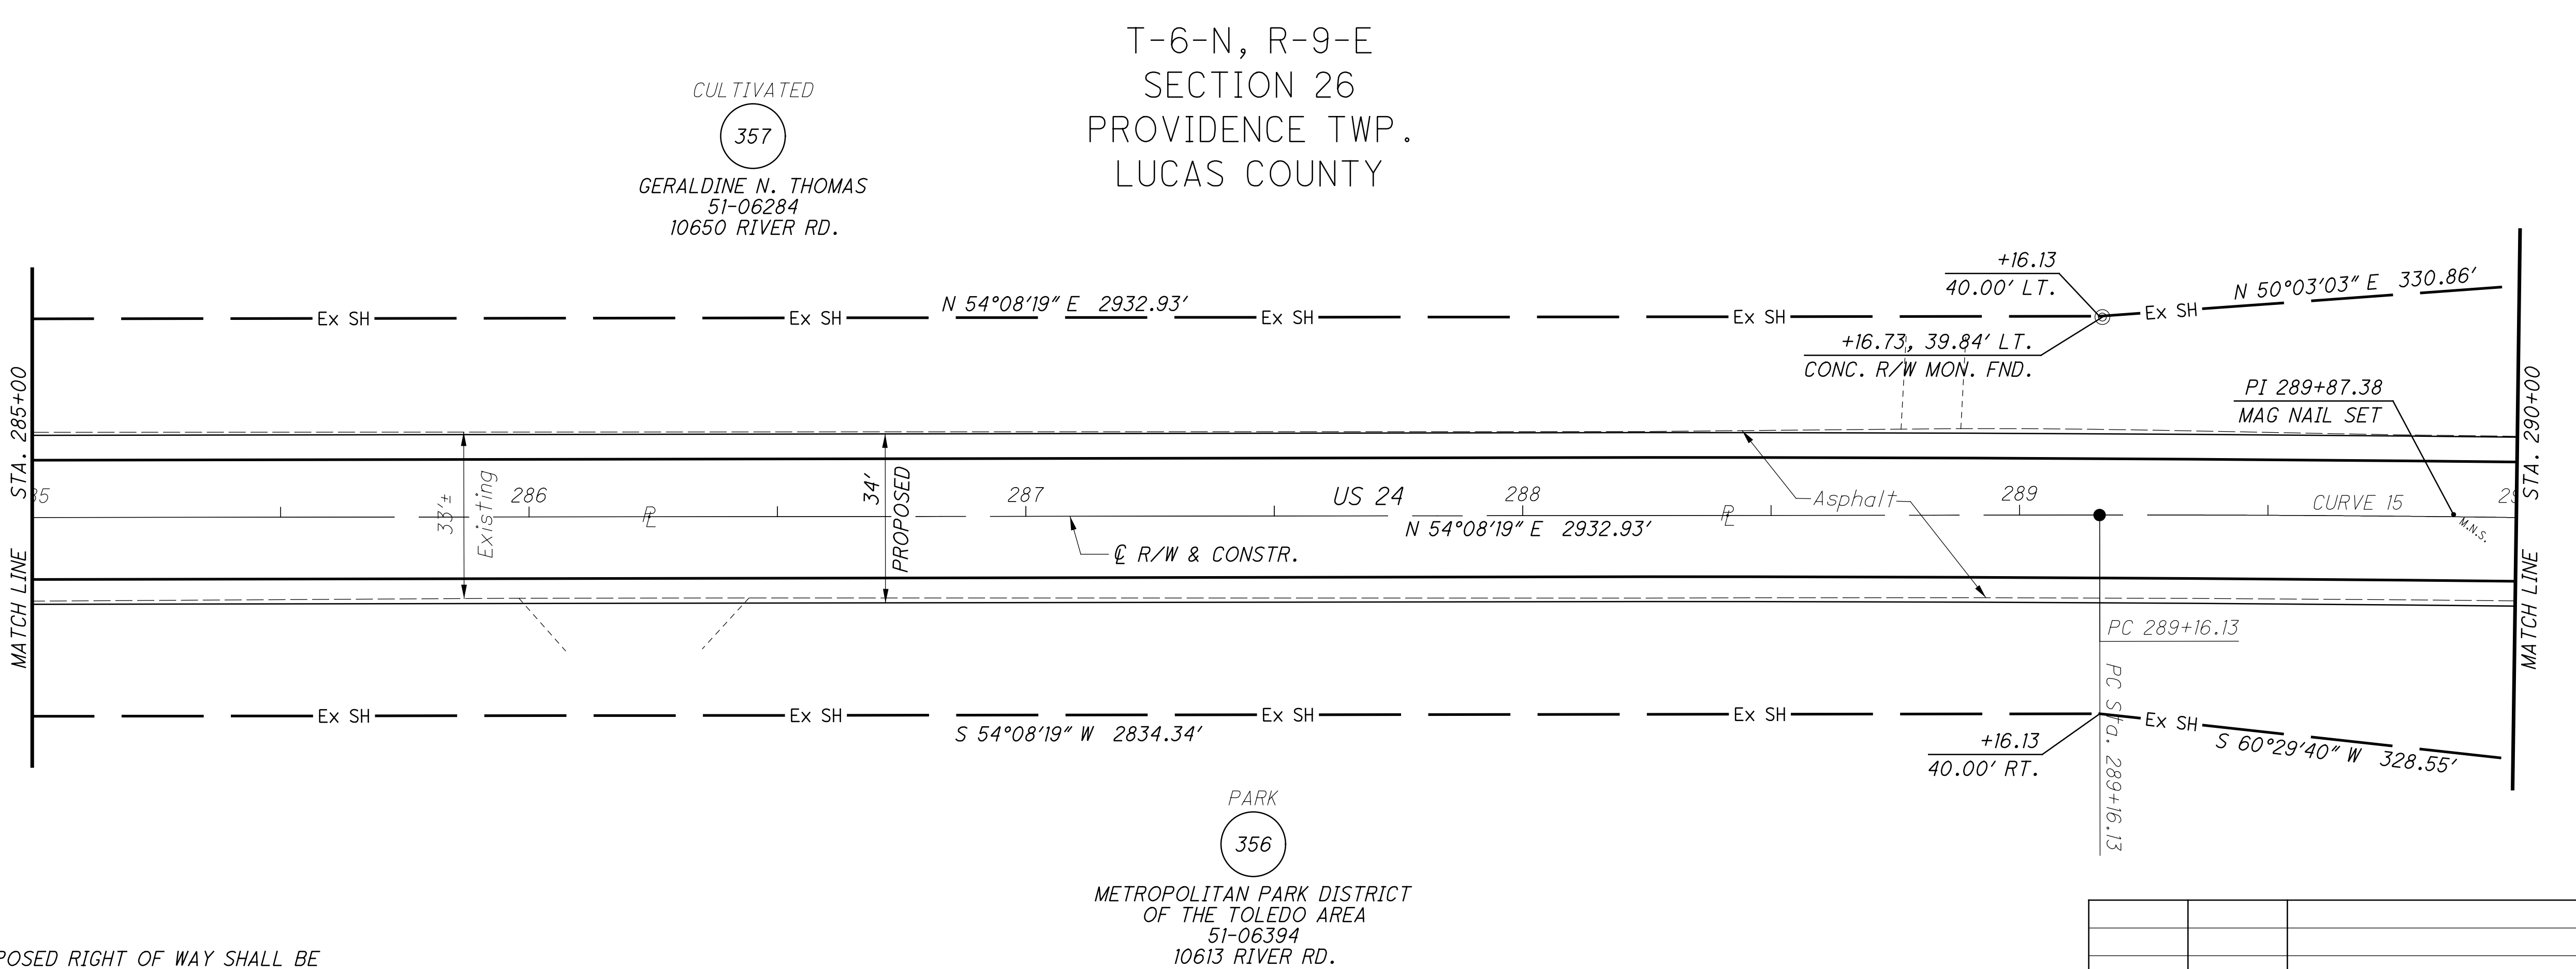 T-6-N, R-9-E
SECTION 26
PROVIDENCE TWP.
LUCAS COUNTY
CULTIVATED
357
GERALDINE N. THOMAS
51-06284
10650 RIVER RD.
+16.13
40.00' LT.
N 50°03'03" E 330.86'
Ex SH
Ex SH
N 54°08'19" E 2932.93'
Ex SH
Ex SH
Ex SH
+16.73, 39.84' LT.
CONC. R/W MON. FND.
PI 289+87.38
MAG NAIL SET
MATCH LINE STA. 285+00
MATCH LINE STA. 290+00
33'±
Existing
34'
PROPOSED
286
287
US 24
288
Asphalt
289
CURVE 15
PL
PL
N 54°08'19" E 2932.93'
M.N.S.
CL R/W & CONSTR.
PC 289+16.13
PC Sta. 289+16.13
Ex SH
Ex SH
Ex SH
Ex SH
Ex SH
S 54°08'19" W 2834.34'
+16.13
40.00' RT.
S 60°29'40" W 328.55'
PARK
356
METROPOLITAN PARK DISTRICT
OF THE TOLEDO AREA
51-06394
10613 RIVER RD.
POSED RIGHT OF WAY SHALL BE